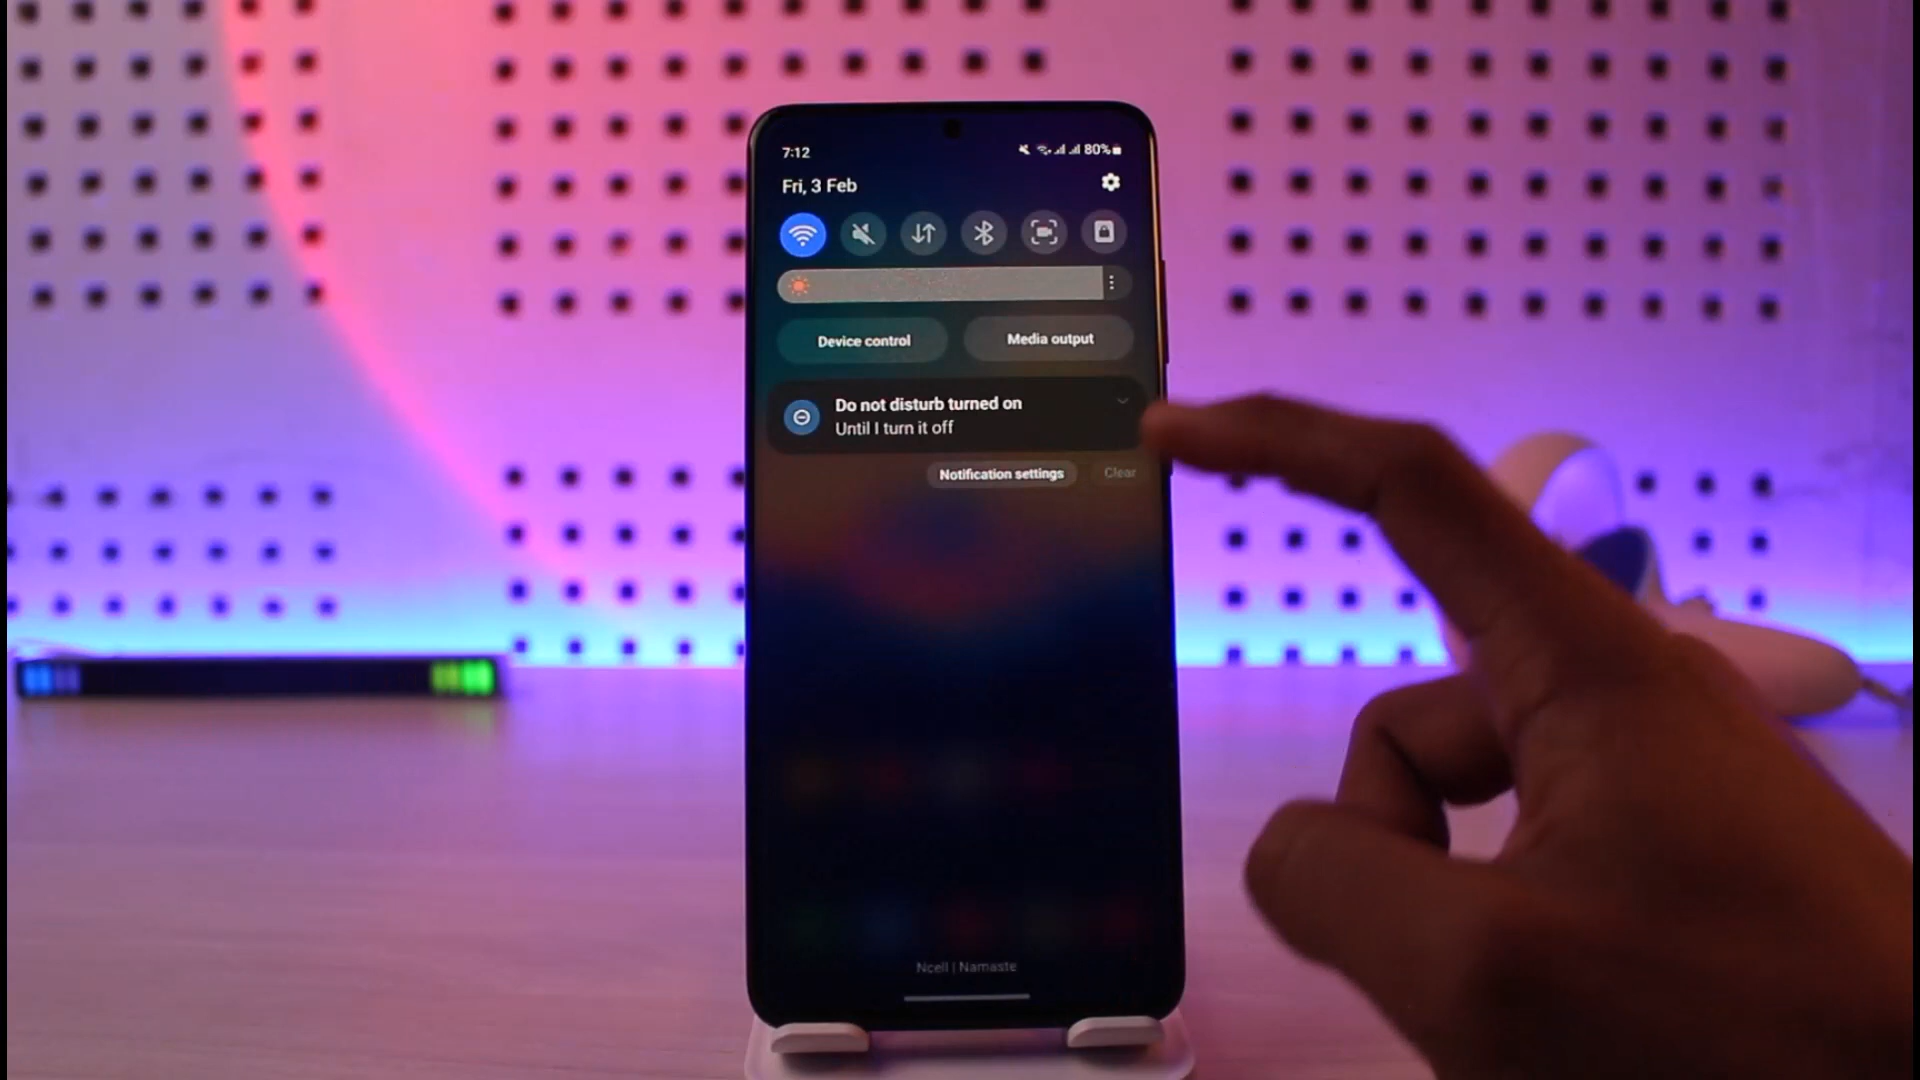 7:12
80%
Fri, 3 Feb
Device control
Media output
Do not disturb turned on
Until I turn it off
Notification settings
Clear
Ncell | Namaste